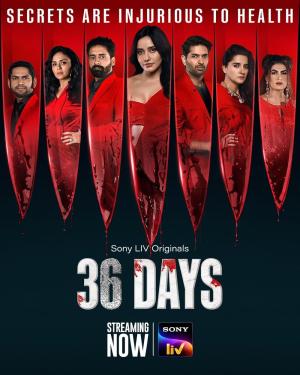 SECRETS ARE INJURIOUS TO HEALTH
Sony LIV Originals
36 DAYS
STREAMING
NOW
SONY
liv